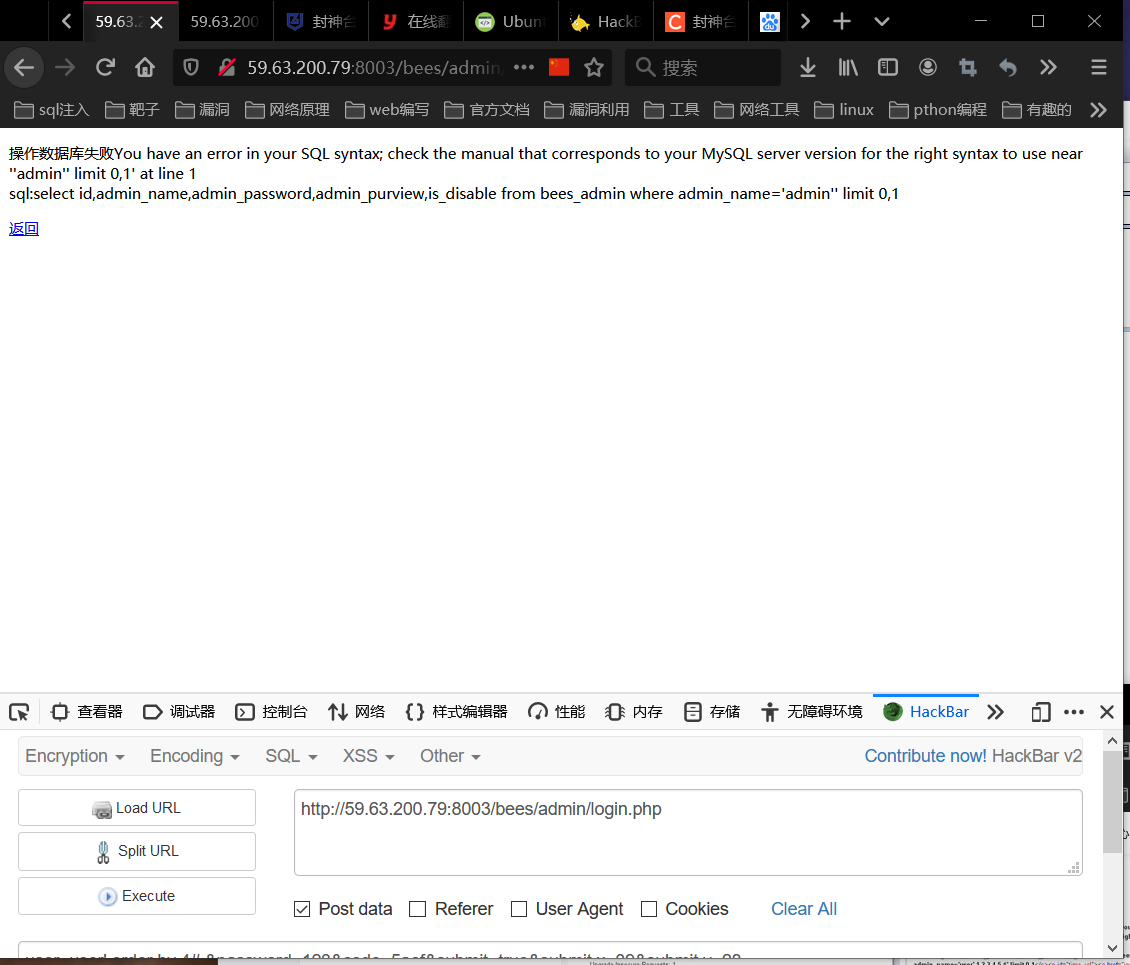 59.63.2
59.63.200
封神台
在线翻
Ubunt
HackB
封神台
59.63.200.79:8003/bees/admin,
搜索
sql注入
靶子
漏洞
网络原理
web编写
官方文档
漏洞利用
工具
网络工具
linux
pthon编程
有趣的
操作数据库失败You have an error in your SQL syntax; check the manual that corresponds to your MySQL server version for the right syntax to use near
''admin'' limit 0,1' at line 1
sql:select id,admin_name,admin_password,admin_purview,is_disable from bees_admin where admin_name='admin'' limit 0,1
返回
查看器
调试器
控制台
网络
样式编辑器
性能
内存
存储
无障碍环境
HackBar
Encryption
Encoding
SQL
XSS
Other
Contribute now! HackBar v2
Load URL
http://59.63.200.79:8003/bees/admin/login.php
Split URL
Execute
Post data
Referer
User Agent
Cookies
Clear All